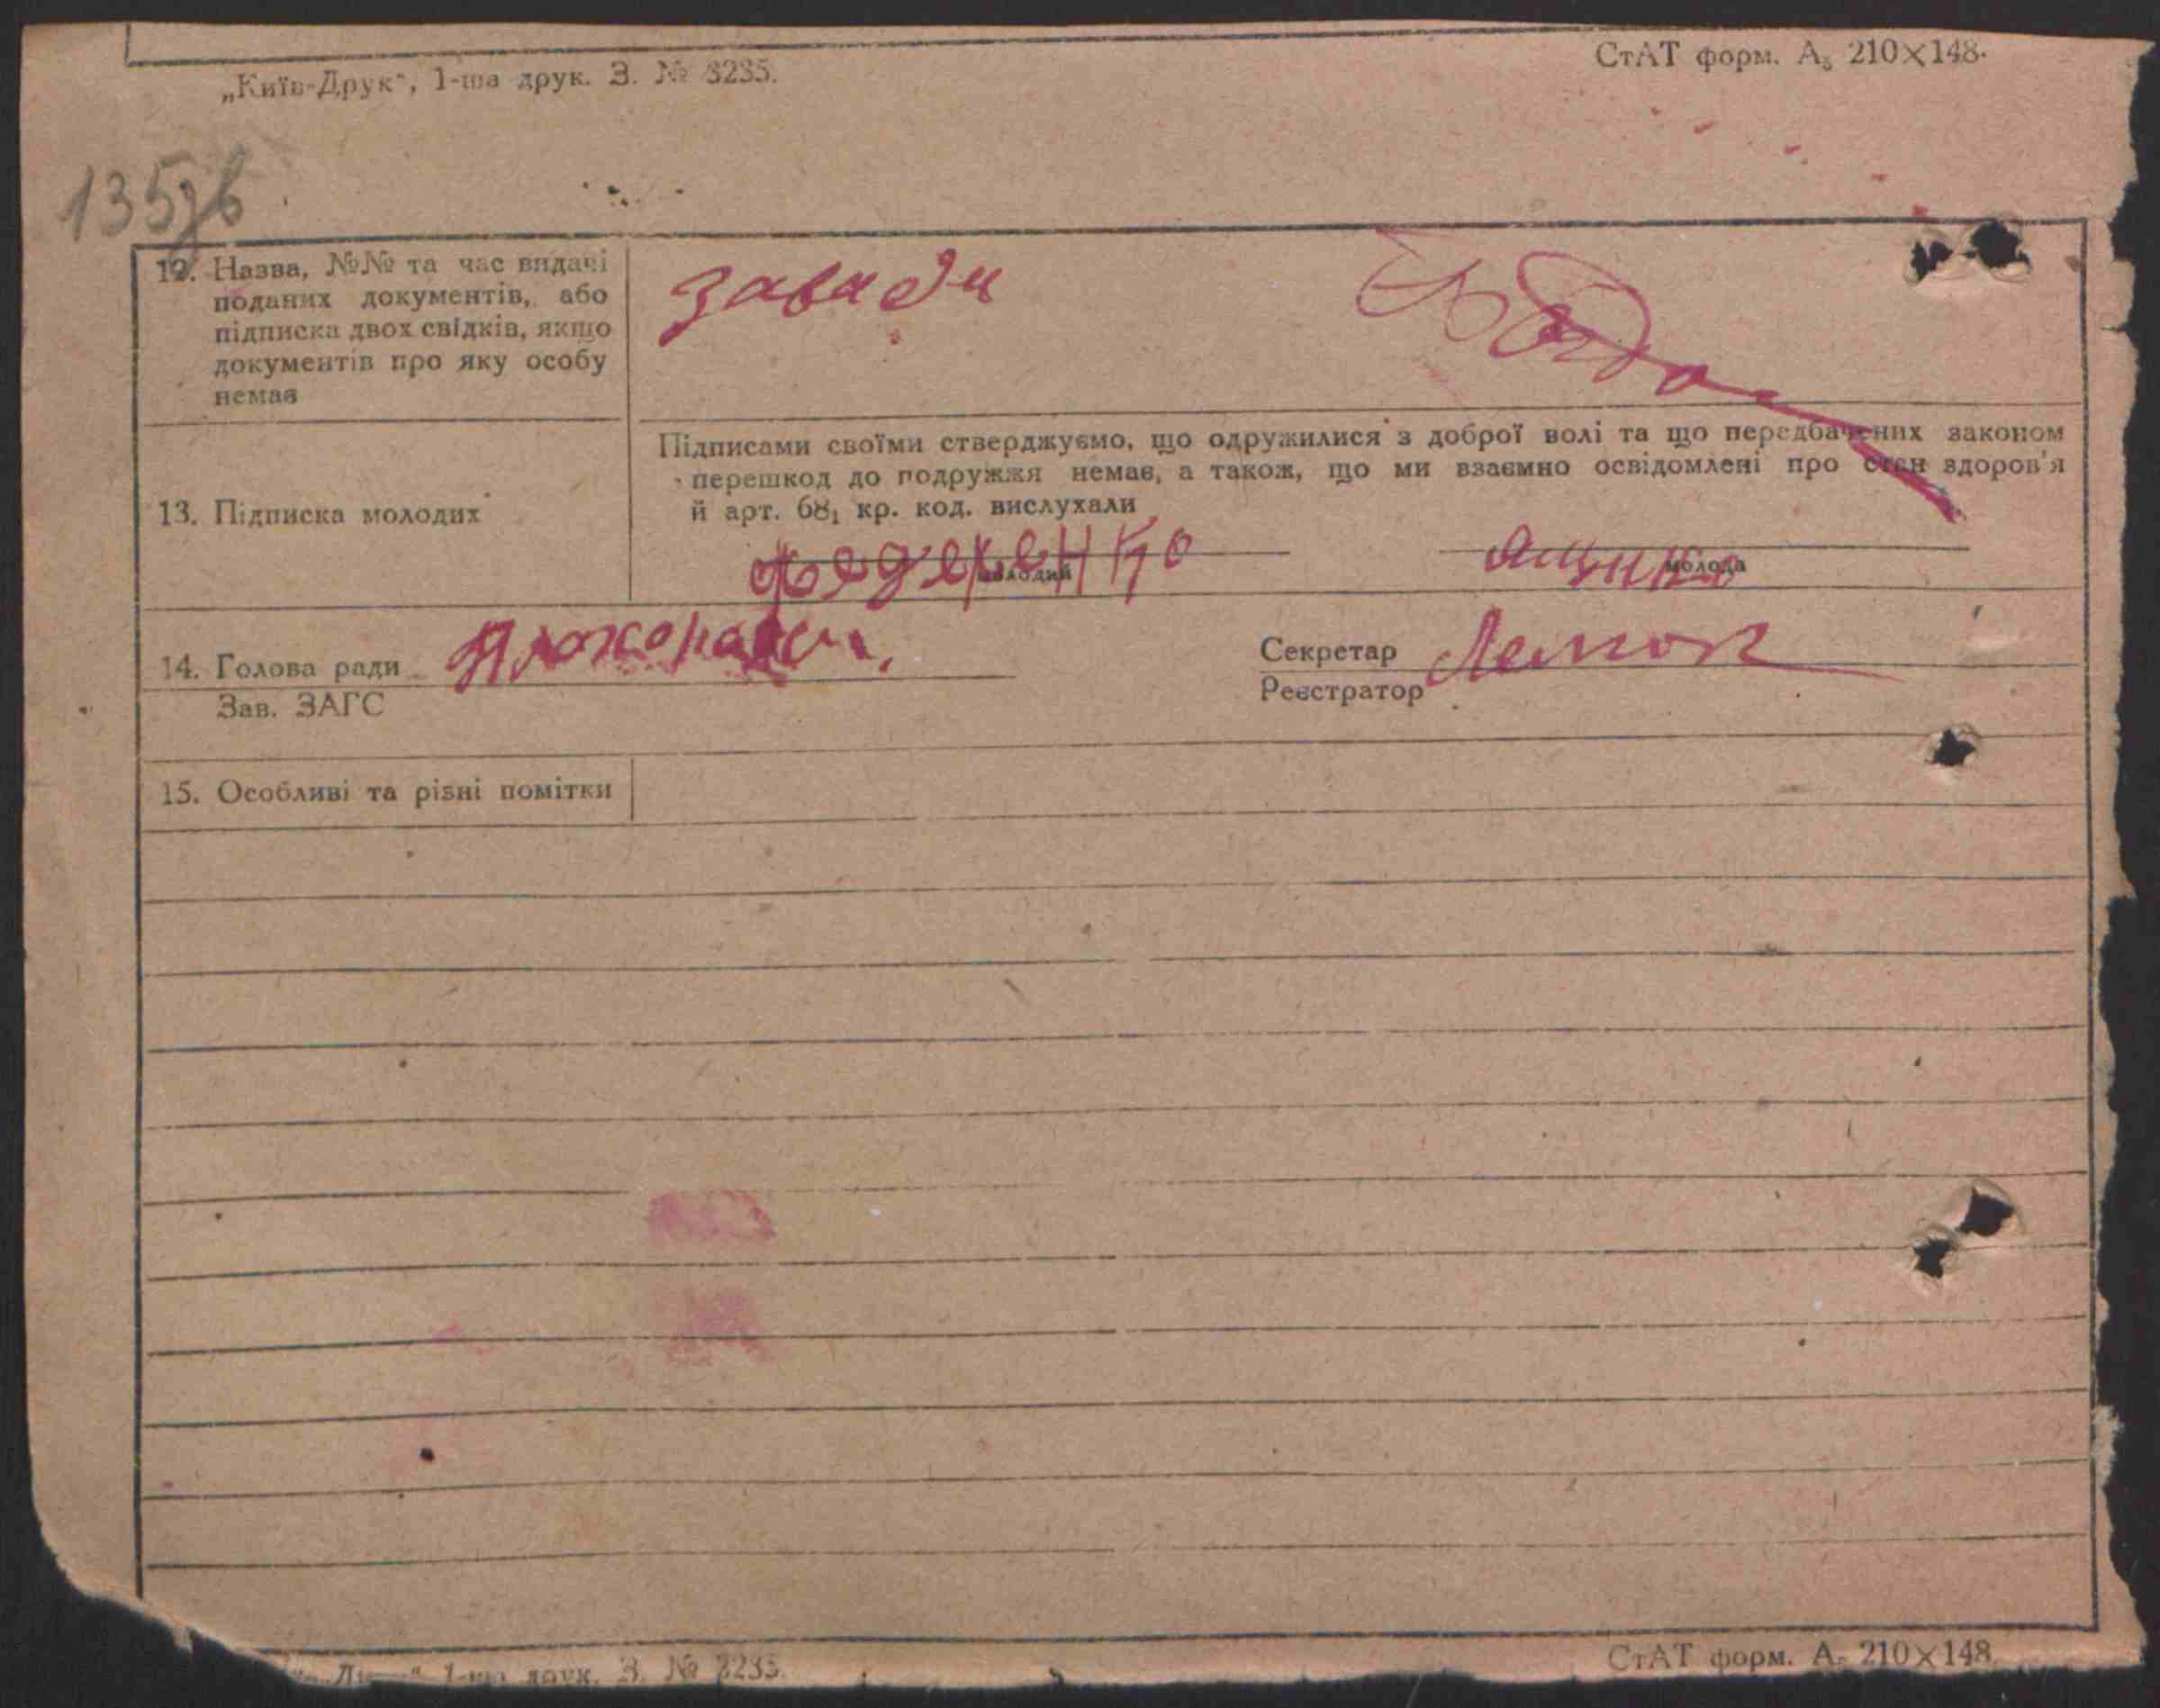 „Київ-Друк", 1-ша друк. З. № 3235.
СтАТ форм. А₅ 210×148.
135зв
12. Назва, №№ та час видачі
поданих документів, або
підписка двох свідків, якщо
документів про яку особу
немає
Підписами своїми стверджуємо, що одружилися з доброї волі та що передбачених законом
перешкод до подружжя немає, а також, що ми взаємно освідомлені про стан здоров'я
й арт. 68₁ кр. код. вислухали
13. Підписка молодих
Федеренко
молодий
молода
14. Голова ради
Зав. ЗАГС
Секретар
Реєстратор
15. Особливі та різні помітки
1-ша друк. З. № 3235.
СтАТ форм. А₅ 210×148